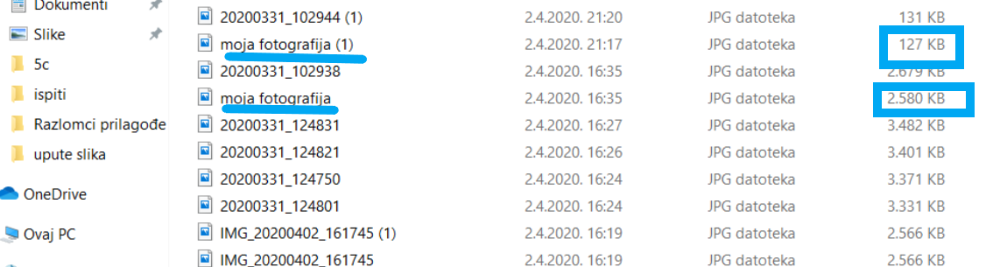 Dokumenti
Slike
5c
ispiti
Razlomci prilagođe
upute slika
OneDrive
Ovaj PC
20200331_102944 (1) 2.4.2020. 21:20 JPG datoteka 131 KB
moja fotografija (1) 2.4.2020. 21:17 JPG datoteka 127 KB
20200331_102938 2.4.2020. 16:35 JPG datoteka 2.679 KB
moja fotografija 2.4.2020. 16:35 JPG datoteka 2.580 KB
20200331_124831 2.4.2020. 16:27 JPG datoteka 3.482 KB
20200331_124821 2.4.2020. 16:26 JPG datoteka 3.401 KB
20200331_124750 2.4.2020. 16:24 JPG datoteka 3.371 KB
20200331_124801 2.4.2020. 16:24 JPG datoteka 3.331 KB
IMG_20200402_161745 (1) 2.4.2020. 16:19 JPG datoteka 2.566 KB
IMG_20200402_161745 2.4.2020. 16:19 JPG datoteka 2.566 KB